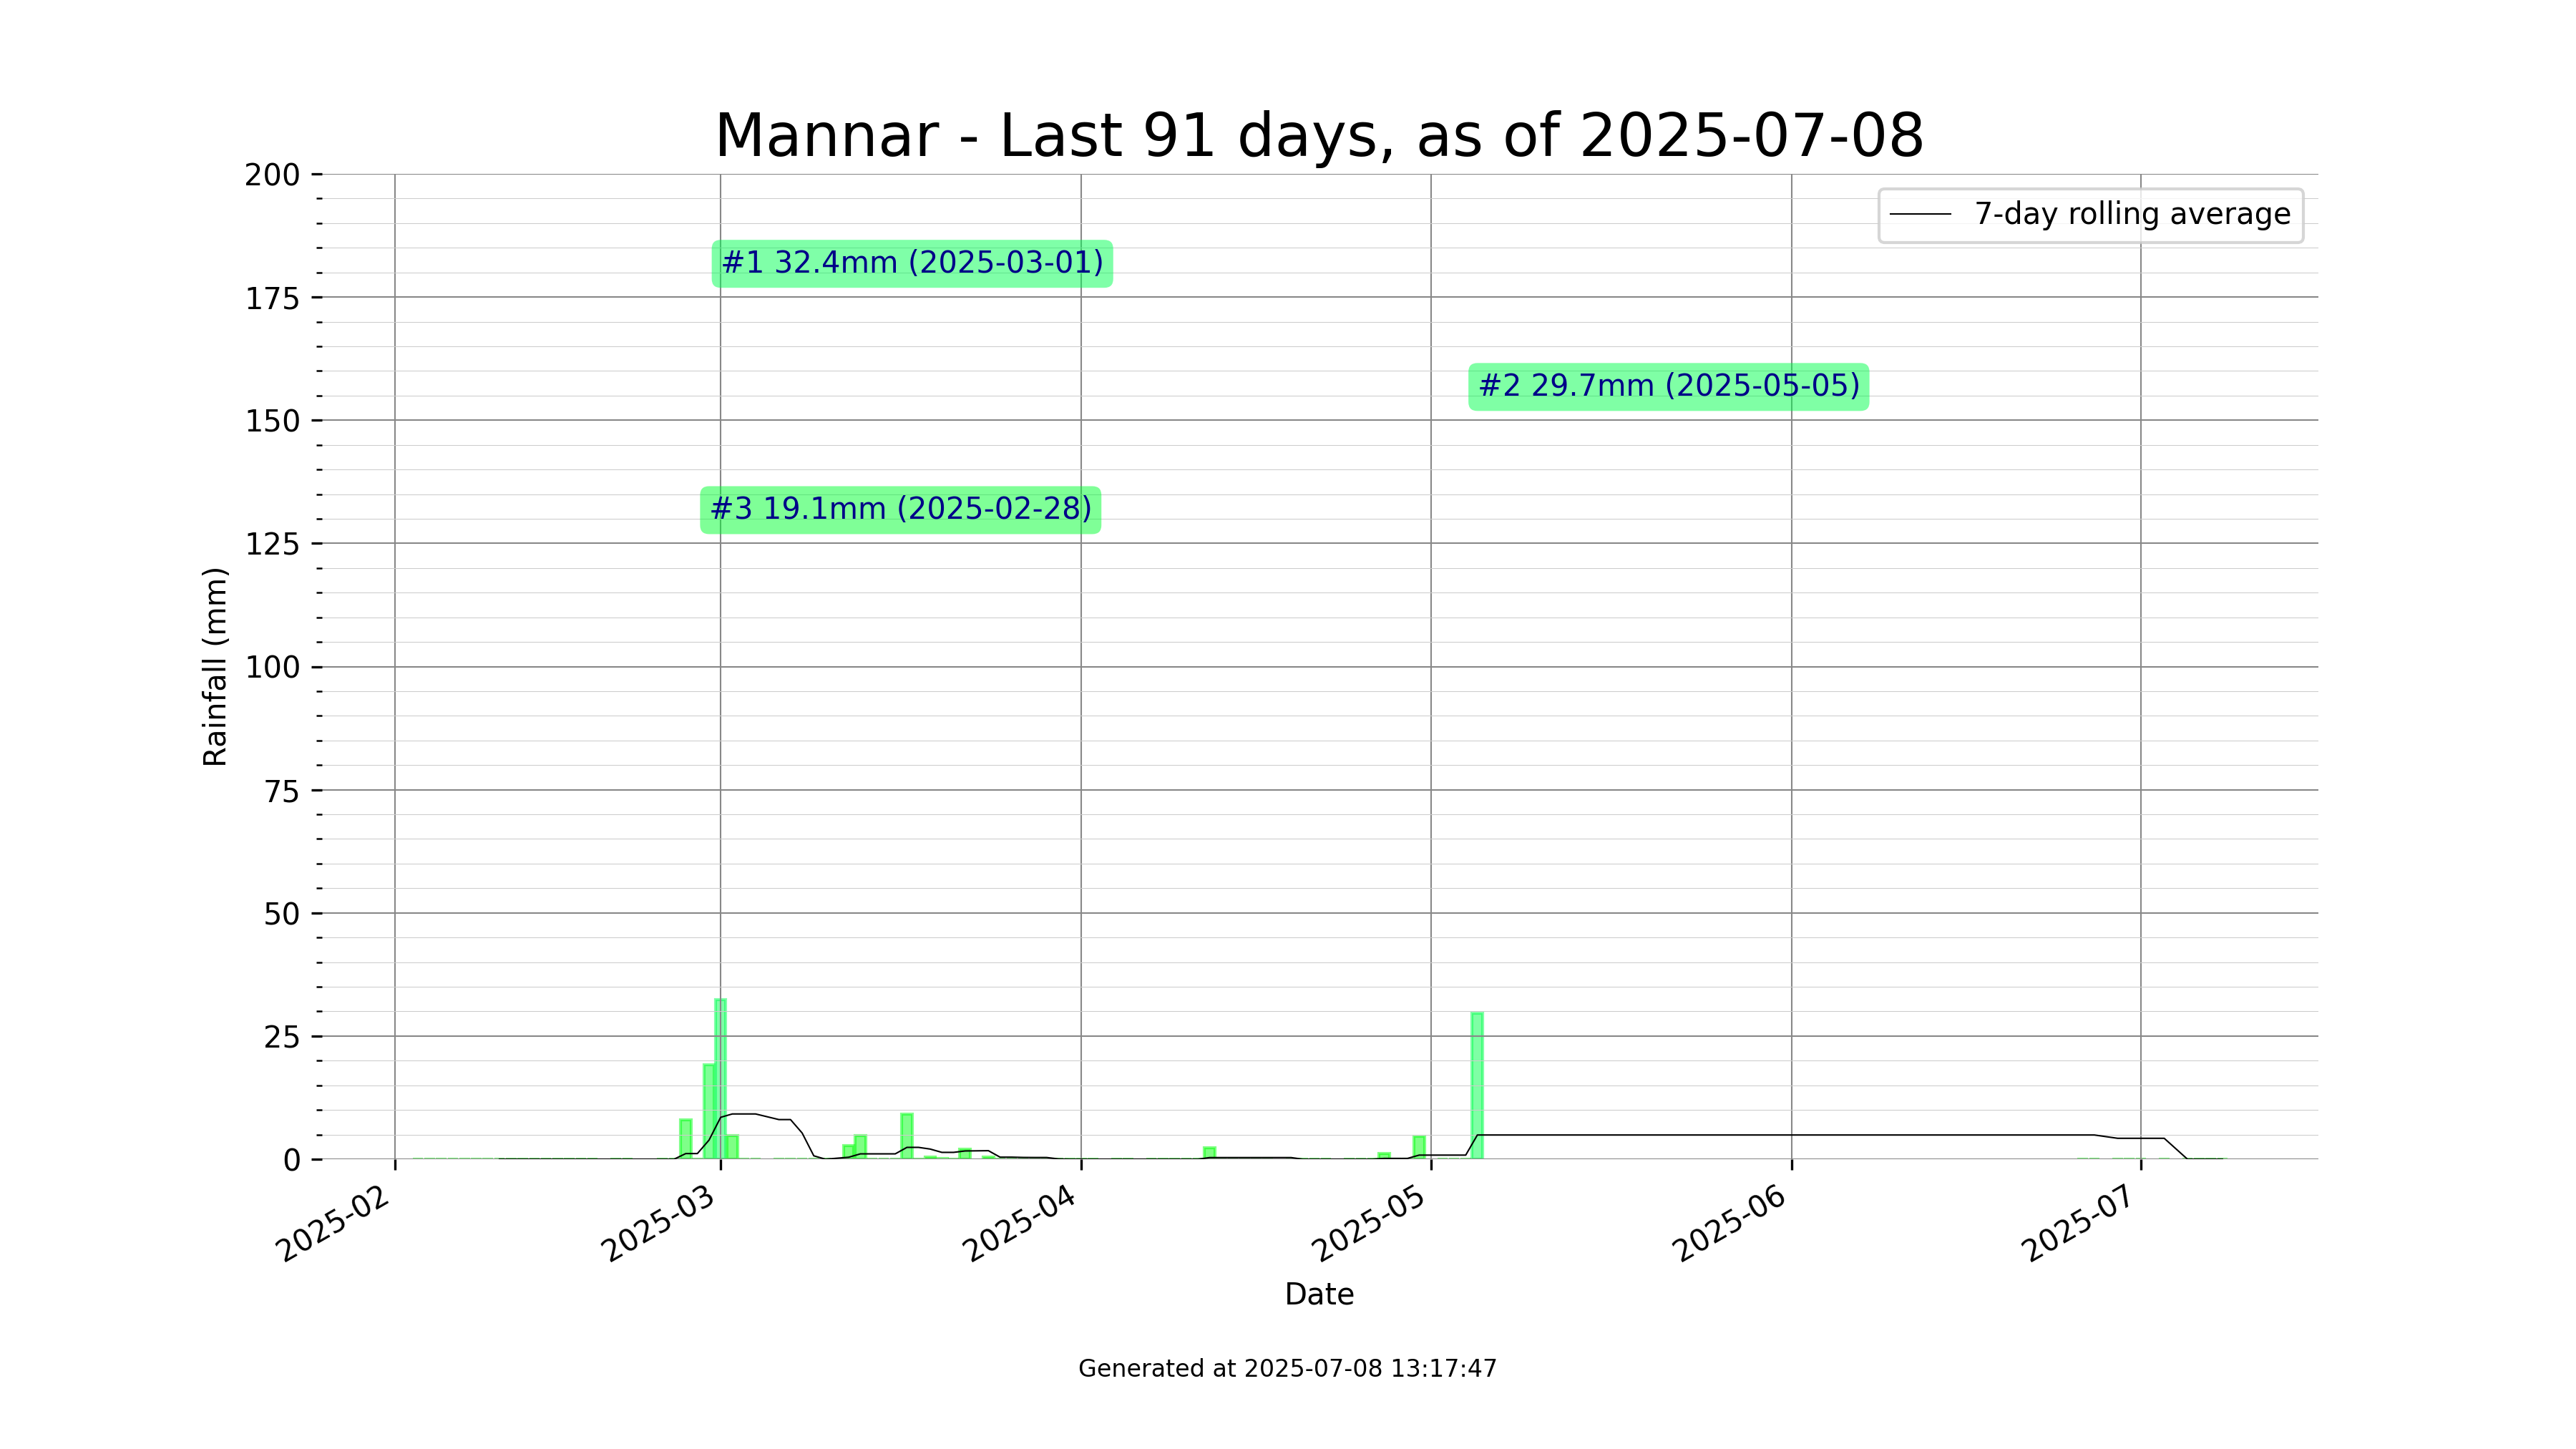 Mannar - Last 91 days, as of 2025-07-08
200
175
150
125
100
75
50
25
0
Rainfall (mm)
7-day rolling average
#1 32.4mm (2025-03-01)
#2 29.7mm (2025-05-05)
#3 19.1mm (2025-02-28)
2025-02
2025-03
2025-04
2025-05
2025-06
2025-07
Date
Generated at 2025-07-08 13:17:47